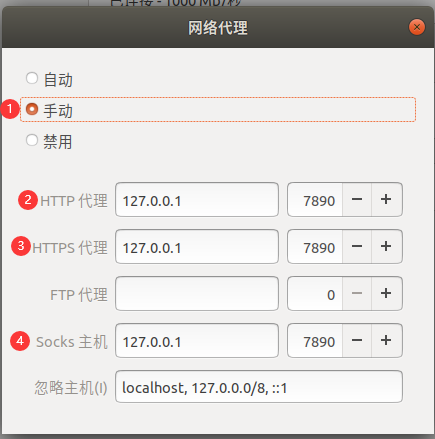 已连接 - 1000 Mb/秒
网络代理
自动
1 手动
禁用
2 HTTP 代理 127.0.0.1 7890 − +
3 HTTPS 代理 127.0.0.1 7890 − +
FTP 代理 0 − +
4 Socks 主机 127.0.0.1 7890 − +
忽略主机(I) localhost, 127.0.0.0/8, ::1